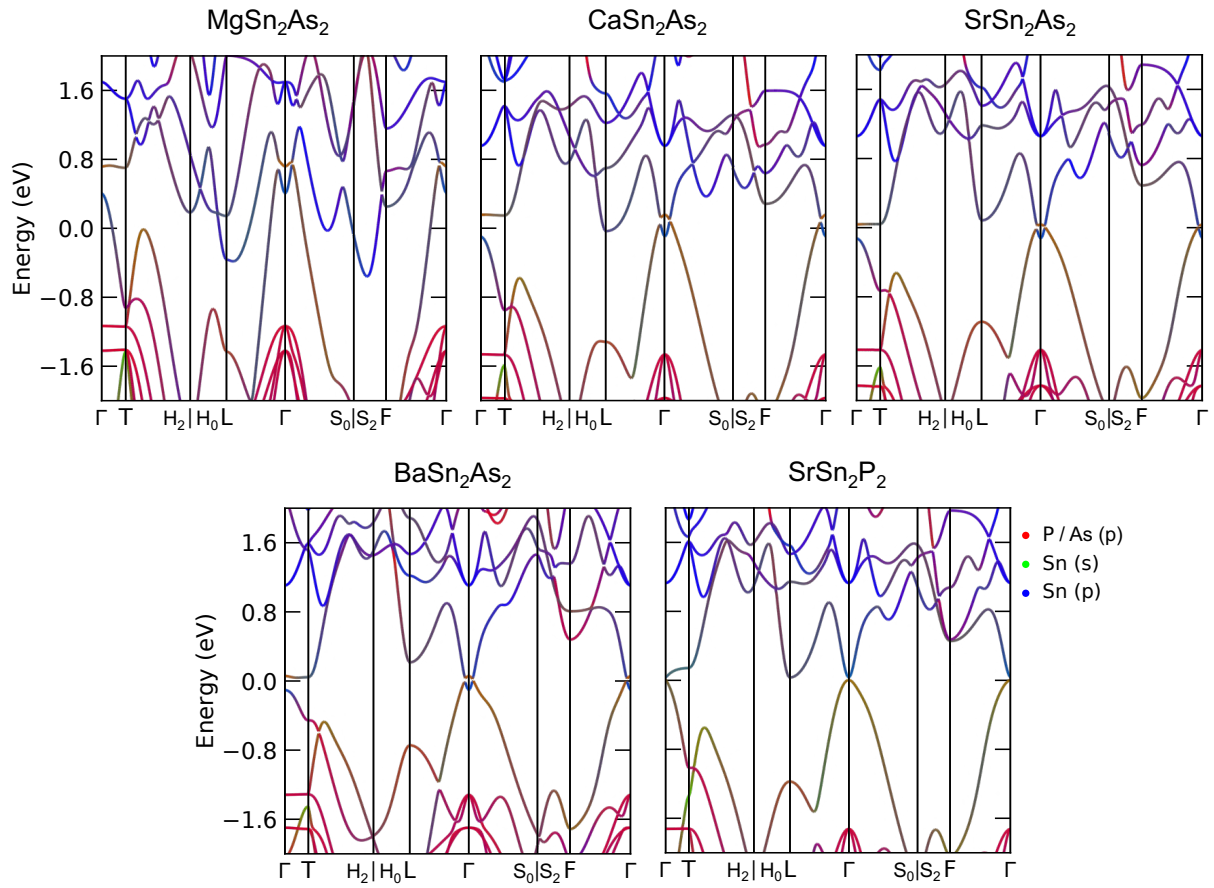 MgSn₂As₂
CaSn₂As₂
SrSn₂As₂
Energy (eV)
1.6
0.8
0.0
−0.8
−1.6
Γ T H₂|H₀ L Γ S₀|S₂ F Γ
Γ T H₂|H₀ L Γ S₀|S₂ F Γ
Γ T H₂|H₀ L Γ S₀|S₂ F Γ
BaSn₂As₂
SrSn₂P₂
Energy (eV)
1.6
0.8
0.0
−0.8
−1.6
Γ T H₂|H₀ L Γ S₀|S₂ F Γ
Γ T H₂|H₀ L Γ S₀|S₂ F Γ
P / As (p)
Sn (s)
Sn (p)